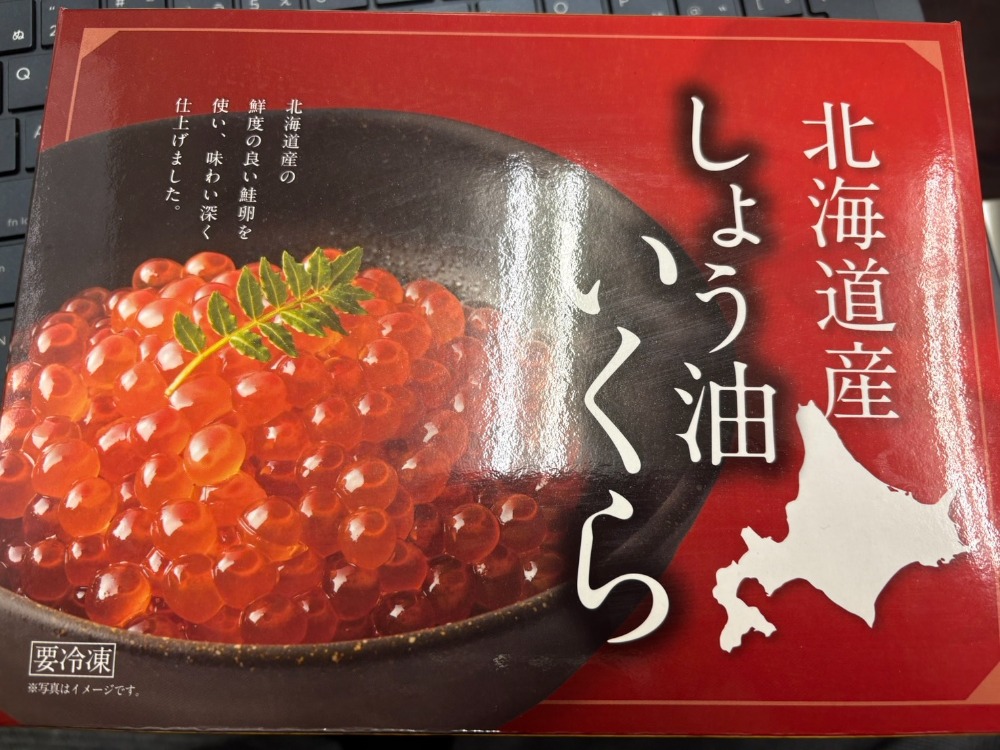 北海道産
しょう油
いくら
北海道産の
鮮度の良い鮭卵を
使い、味わい深く
仕上げました。
要冷凍
※写真はイメージです。
ぬ
Q
A
fn